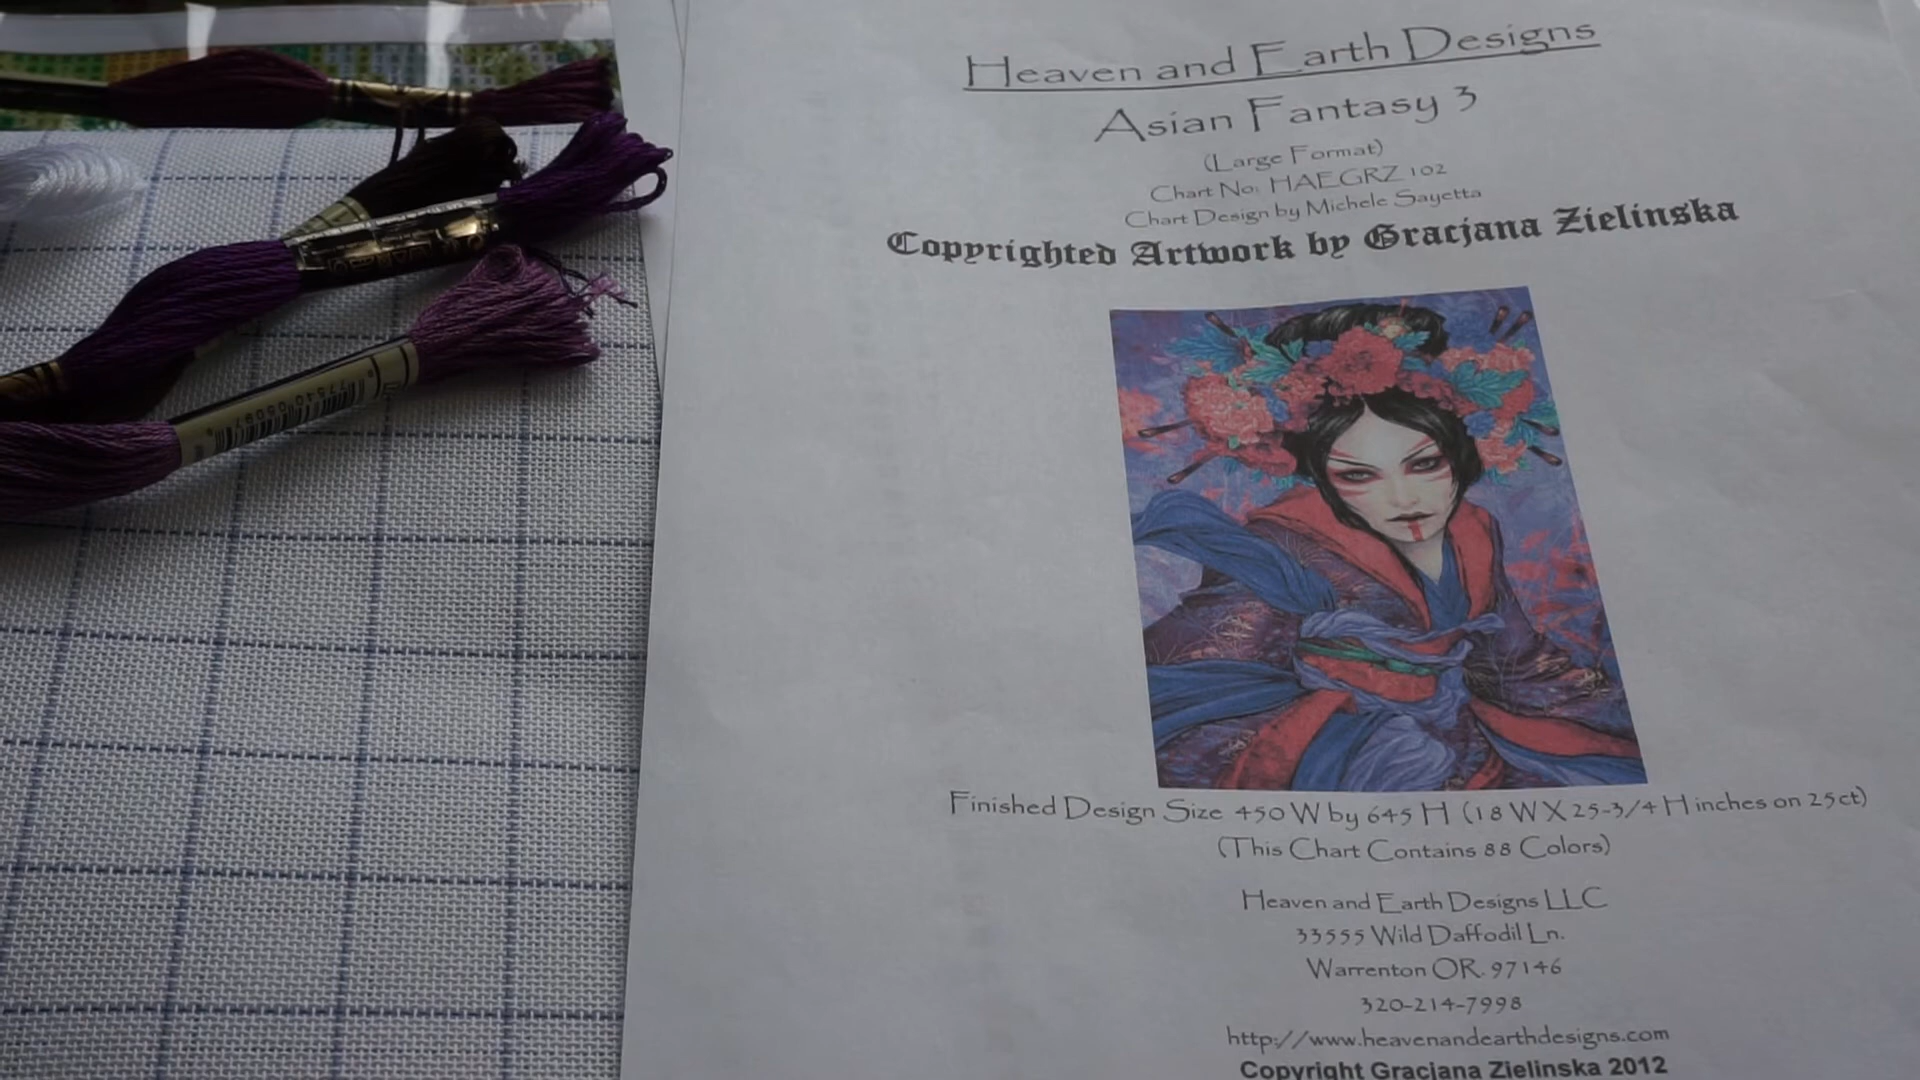 Heaven and Earth Designs
Asian Fantasy 3
(Large Format)
Chart No: HAEGRZ 102
Chart Design by Michele Sayetta
Copyrighted Artwork by Gracjana Zielinska
Finished Design Size 450 W by 645 H (18 W X 25-3/4 H inches on 25ct)
(This Chart Contains 88 Colors)
Heaven and Earth Designs LLC
33555 Wild Daffodil Ln.
Warrenton OR. 97146
320-214-7998
http://www.heavenandearthdesigns.com
Copyright Gracjana Zielinska 2012